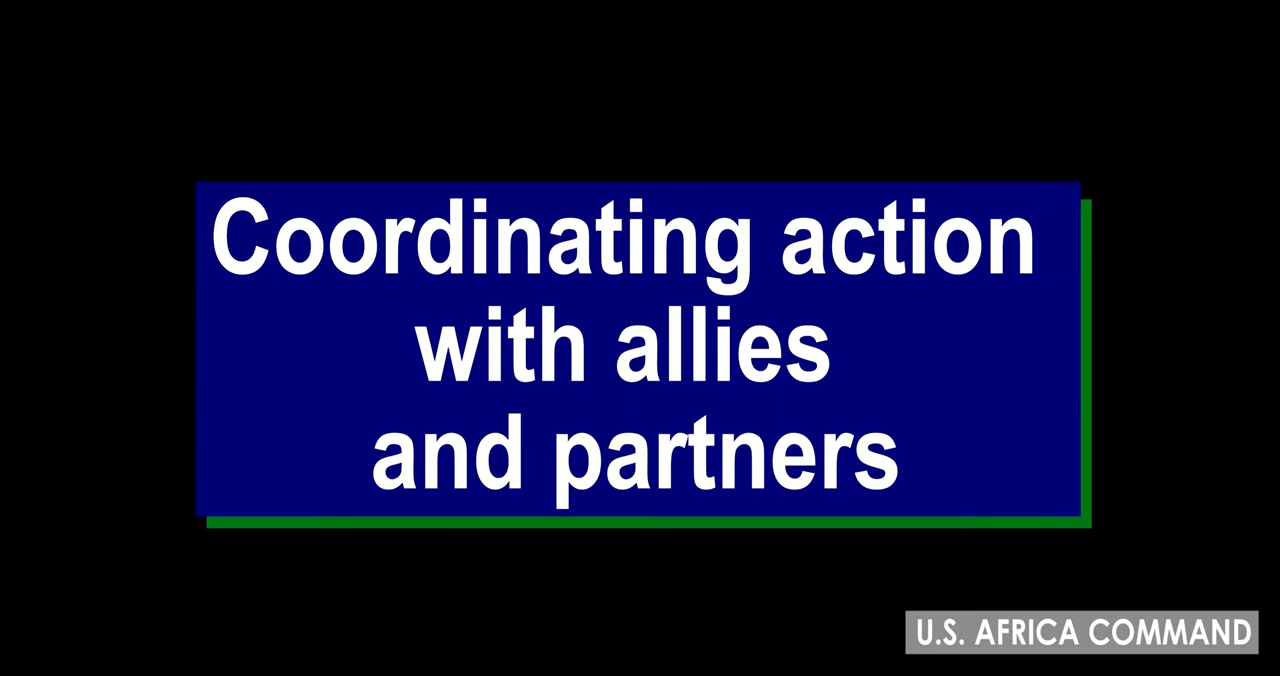 Coordinating action
with allies
and partners
U.S. AFRICA COMMAND